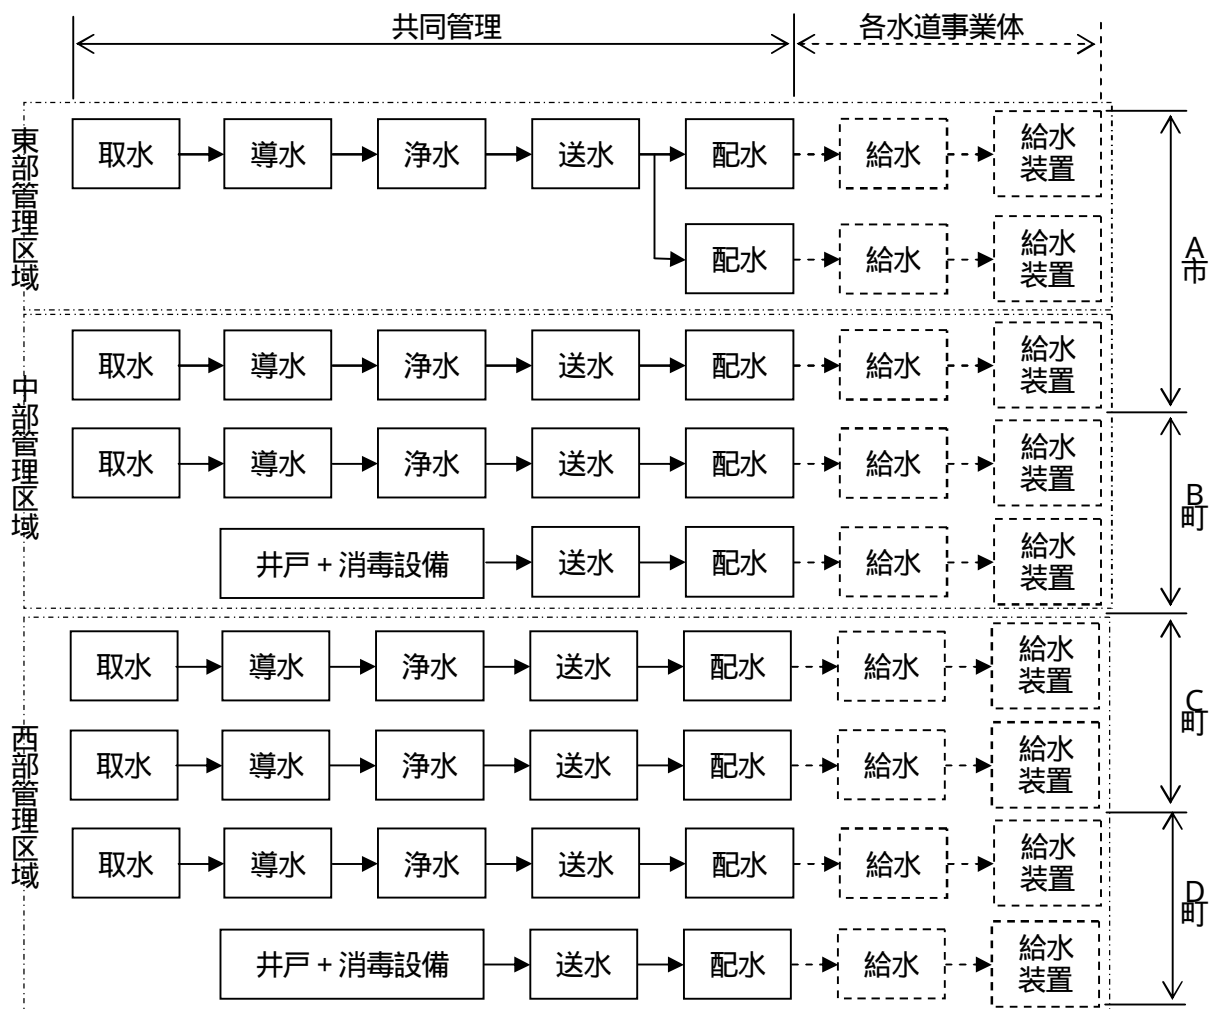 共同管理
各水道事業体
東部管理区域
取水
導水
浄水
送水
配水
給水
給水
装置
配水
給水
給水
装置
A市
中部管理区域
取水
導水
浄水
送水
配水
給水
給水
装置
取水
導水
浄水
送水
配水
給水
給水
装置
B町
井戸+消毒設備
送水
配水
給水
給水
装置
西部管理区域
取水
導水
浄水
送水
配水
給水
給水
装置
C町
取水
導水
浄水
送水
配水
給水
給水
装置
取水
導水
浄水
送水
配水
給水
給水
装置
D町
井戸+消毒設備
送水
配水
給水
給水
装置